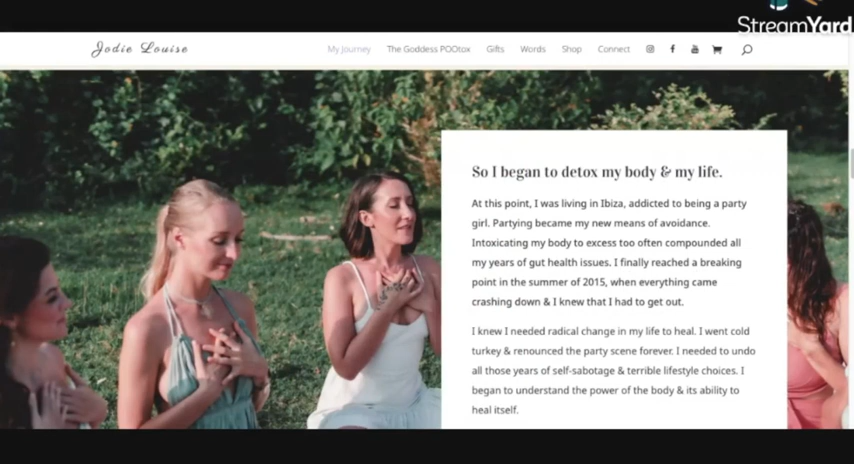 StreamYard
Jodie Louise
My Journey The Goddess POOtox Gifts Words Shop Connect
So I began to detox my body & my life.
At this point, I was living in Ibiza, addicted to being a party
girl. Partying became my new means of avoidance.
Intoxicating my body to excess too often compounded all
my years of gut health issues. I finally reached a breaking
point in the summer of 2015, when everything came
crashing down & I knew that I had to get out.
I knew I needed radical change in my life to heal. I went cold
turkey & renounced the party scene forever. I needed to undo
all those years of self-sabotage & terrible lifestyle choices. I
began to understand the power of the body & its ability to
heal itself.